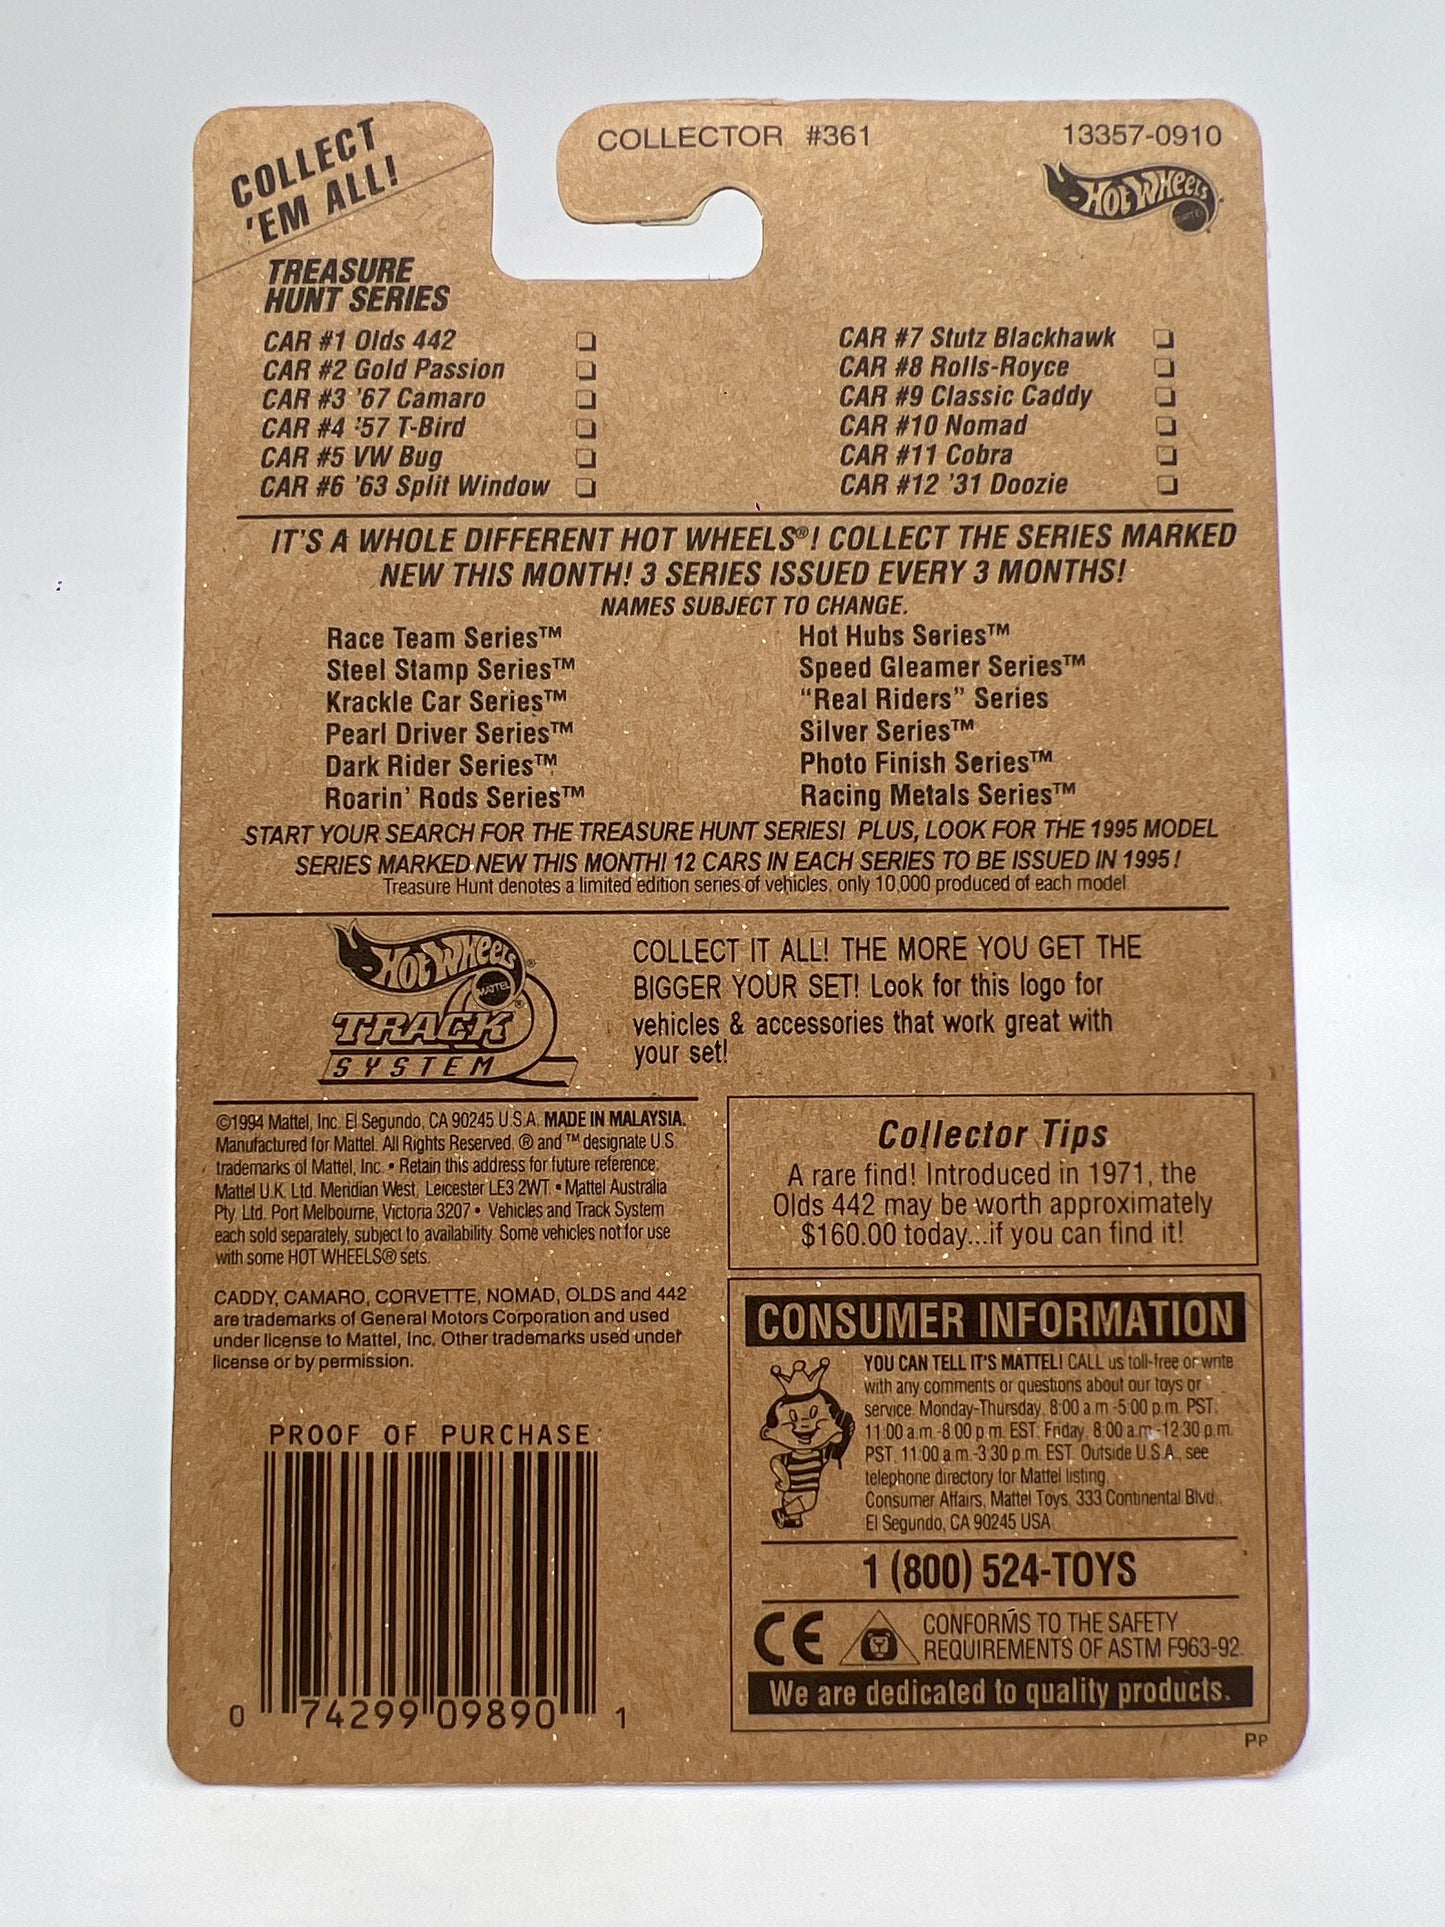 COLLECT
'EM ALL!
COLLECTOR #361
13357-0910
Hot Wheels
TREASURE
HUNT SERIES
CAR #1 Olds 442
CAR #2 Gold Passion
CAR #3 '67 Camaro
CAR #4 '57 T-Bird
CAR #5 VW Bug
CAR #6 '63 Split Window
CAR #7 Stutz Blackhawk
CAR #8 Rolls-Royce
CAR #9 Classic Caddy
CAR #10 Nomad
CAR #11 Cobra
CAR #12 '31 Doozie
IT'S A WHOLE DIFFERENT HOT WHEELS®! COLLECT THE SERIES MARKED
NEW THIS MONTH! 3 SERIES ISSUED EVERY 3 MONTHS!
NAMES SUBJECT TO CHANGE.
Race Team Series™
Steel Stamp Series™
Krackle Car Series™
Pearl Driver Series™
Dark Rider Series™
Roarin' Rods Series™
Hot Hubs Series™
Speed Gleamer Series™
"Real Riders" Series
Silver Series™
Photo Finish Series™
Racing Metals Series™
START YOUR SEARCH FOR THE TREASURE HUNT SERIES! PLUS, LOOK FOR THE 1995 MODEL
SERIES MARKED NEW THIS MONTH! 12 CARS IN EACH SERIES TO BE ISSUED IN 1995!
Treasure Hunt denotes a limited edition series of vehicles, only 10,000 produced of each model
Hot Wheels®
MATTEL
TRACK®
SYSTEM
COLLECT IT ALL! THE MORE YOU GET THE
BIGGER YOUR SET! Look for this logo for
vehicles & accessories that work great with
your set!
©1994 Mattel, Inc. El Segundo, CA 90245 U.S.A. MADE IN MALAYSIA.
Manufactured for Mattel. All Rights Reserved. ® and ™ designate U.S.
trademarks of Mattel, Inc. • Retain this address for future reference:
Mattel U.K. Ltd. Meridian West, Leicester LE3 2WT. • Mattel Australia
Pty. Ltd. Port Melbourne, Victoria 3207 • Vehicles and Track System
each sold separately, subject to availability. Some vehicles not for use
with some HOT WHEELS® sets.
CADDY, CAMARO, CORVETTE, NOMAD, OLDS and 442
are trademarks of General Motors Corporation and used
under license to Mattel, Inc. Other trademarks used under
license or by permission.
PROOF OF PURCHASE
0 74299 09890 1
Collector Tips
A rare find! Introduced in 1971, the
Olds 442 may be worth approximately
$160.00 today...if you can find it!
CONSUMER INFORMATION
YOU CAN TELL IT'S MATTEL! CALL us toll-free or write
with any comments or questions about our toys or
service. Monday-Thursday, 8:00 a.m.-5:00 p.m. PST.
11:00 a.m.-8:00 p.m. EST. Friday, 8:00 a.m.-12:30 p.m.
PST, 11:00 a.m.-3:30 p.m. EST. Outside U.S.A., see
telephone directory for Mattel listing.
Consumer Affairs, Mattel Toys, 333 Continental Blvd.,
El Segundo, CA 90245 USA
1 (800) 524-TOYS
CE
CONFORMS TO THE SAFETY
REQUIREMENTS OF ASTM F963-92.
We are dedicated to quality products.
PP